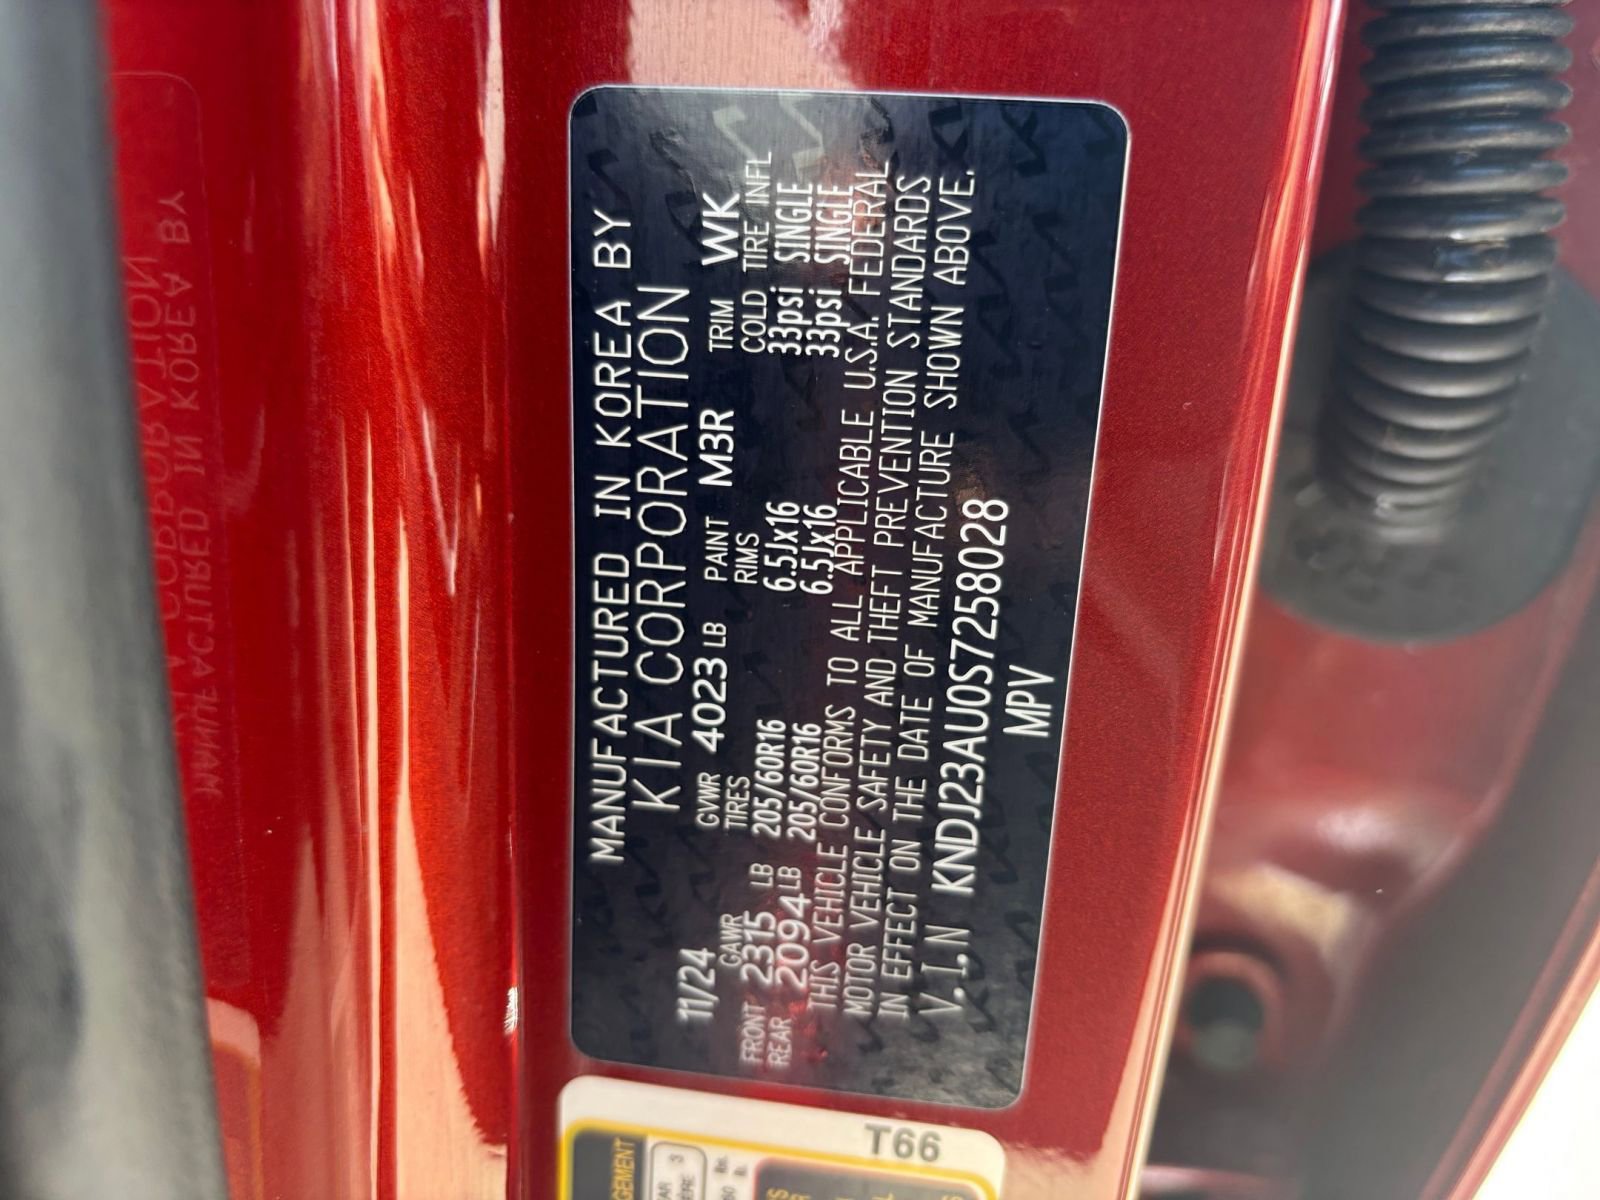 MANUFACTURED IN KOREA BY
KIA CORPORATION
11/24 GVWR 4023 LB PAINT M3R TRIM WK
GAWR TIRES RIMS COLD TIRE INFL
FRONT 2315 LB 205/60R16 6.5Jx16 33psi SINGLE
REAR 2094 LB 205/60R16 6.5Jx16 33psi SINGLE
THIS VEHICLE CONFORMS TO ALL APPLICABLE U.S.A. FEDERAL
MOTOR VEHICLE SAFETY AND THEFT PREVENTION STANDARDS
IN EFFECT ON THE DATE OF MANUFACTURE SHOWN ABOVE.
V.I.N KNDJ23AU0S7258028
MPV
T66